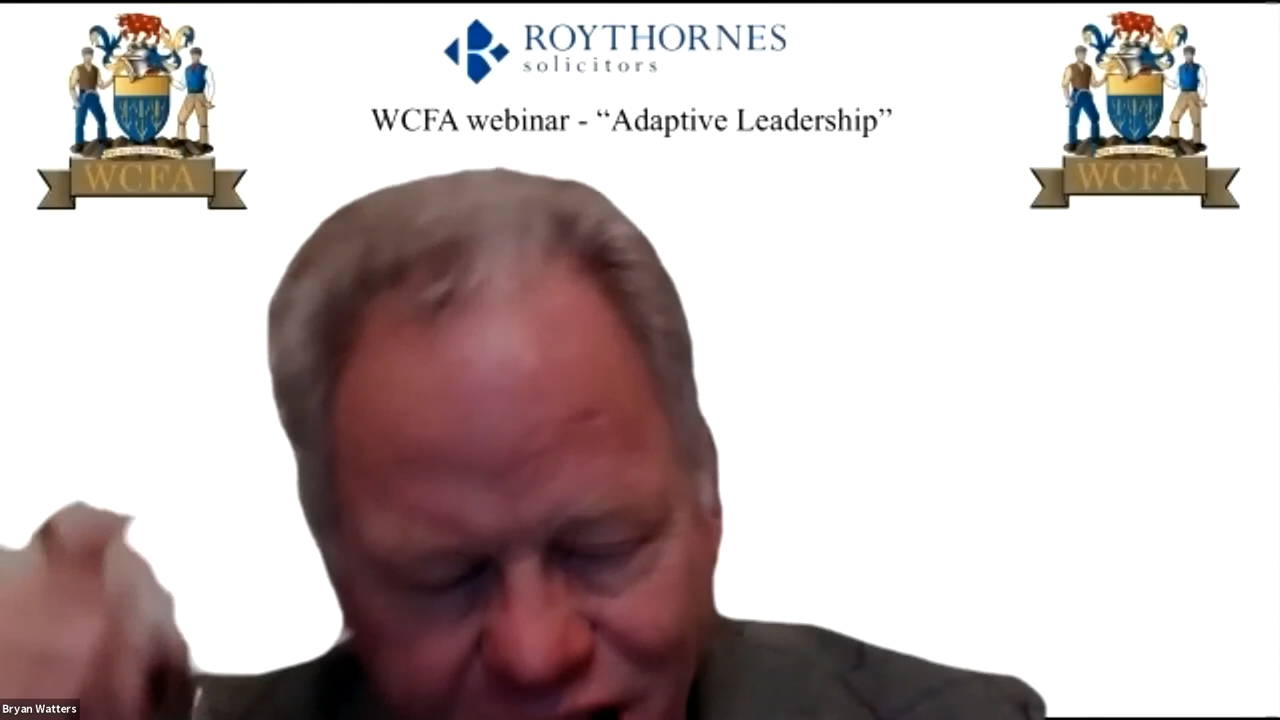 ROYTHORNES
solicitors
WCFA webinar - “Adaptive Leadership”
WCFA
WCFA
Bryan Watters